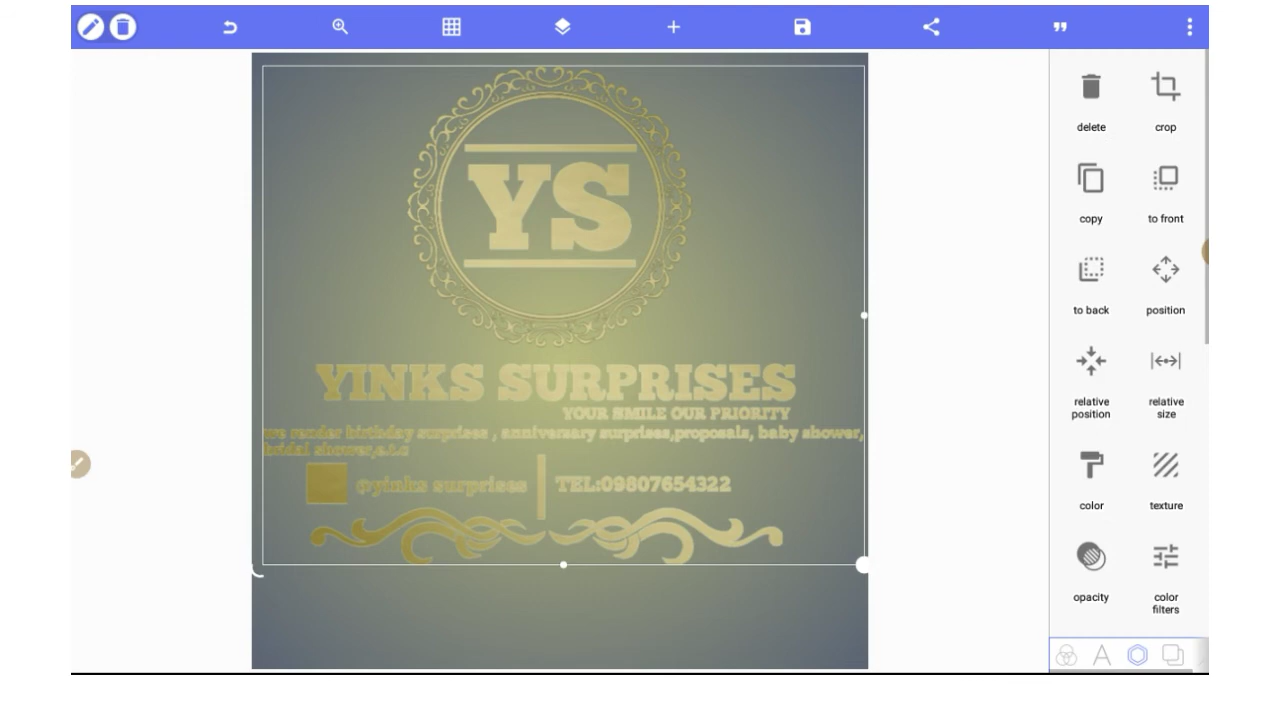 YS
YINKS SURPRISES
YOUR SMILE OUR PRIORITY
we render birthday surprises , anniversary surprises,proposals, baby shower,
bridal shower,e.t.c
@yinks surprises
TEL:09807654322
delete
crop
copy
to front
to back
position
relative
position
relative
size
color
texture
opacity
color
filters